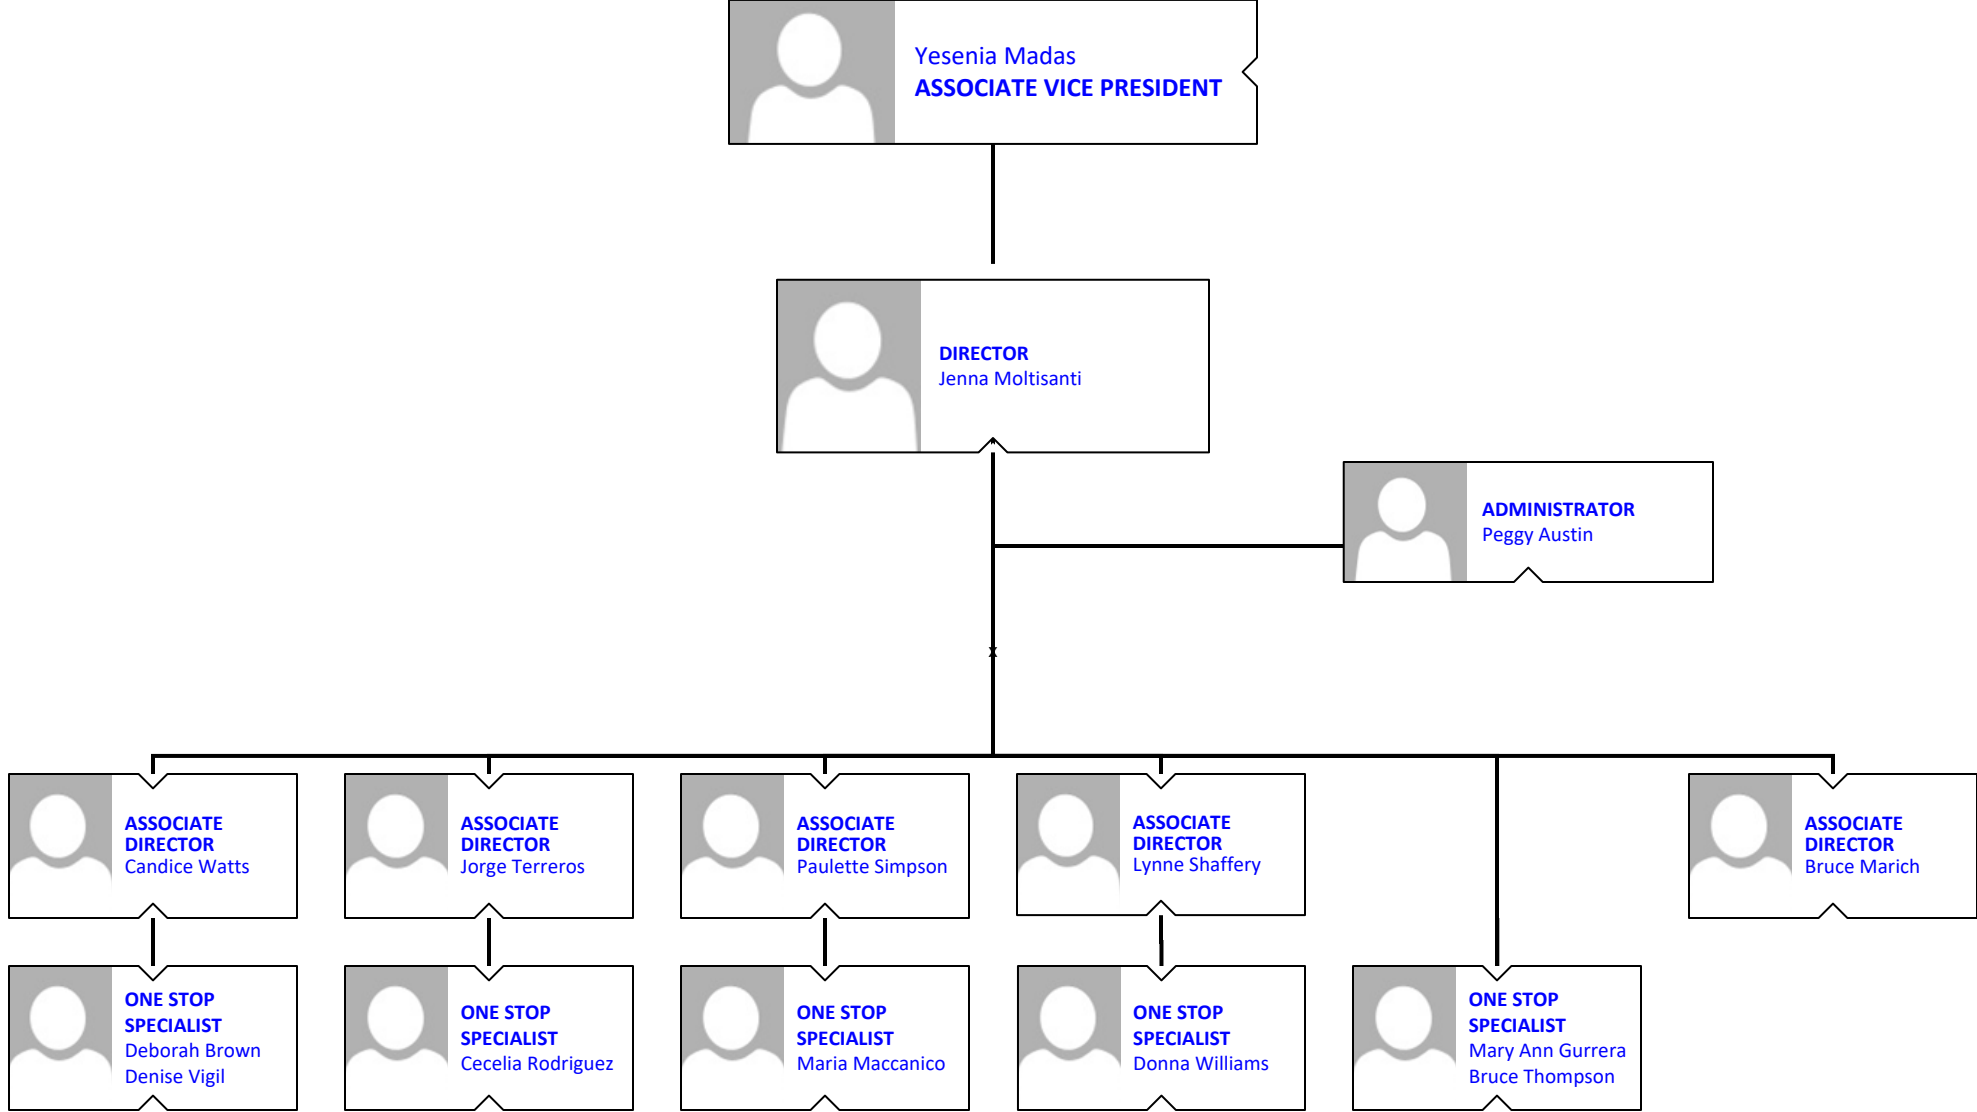 Yesenia Madas
ASSOCIATE VICE PRESIDENT
DIRECTOR
Jenna Moltisanti
ADMINISTRATOR
Peggy Austin
x
ASSOCIATE
DIRECTOR
Candice Watts
ASSOCIATE
DIRECTOR
Jorge Terreros
ASSOCIATE
DIRECTOR
Paulette Simpson
ASSOCIATE
DIRECTOR
Lynne Shaffery
ASSOCIATE
DIRECTOR
Bruce Marich
ONE STOP
SPECIALIST
Deborah Brown
Denise Vigil
ONE STOP
SPECIALIST
Cecelia Rodriguez
ONE STOP
SPECIALIST
Maria Maccanico
ONE STOP
SPECIALIST
Donna Williams
ONE STOP
SPECIALIST
Mary Ann Gurrera
Bruce Thompson